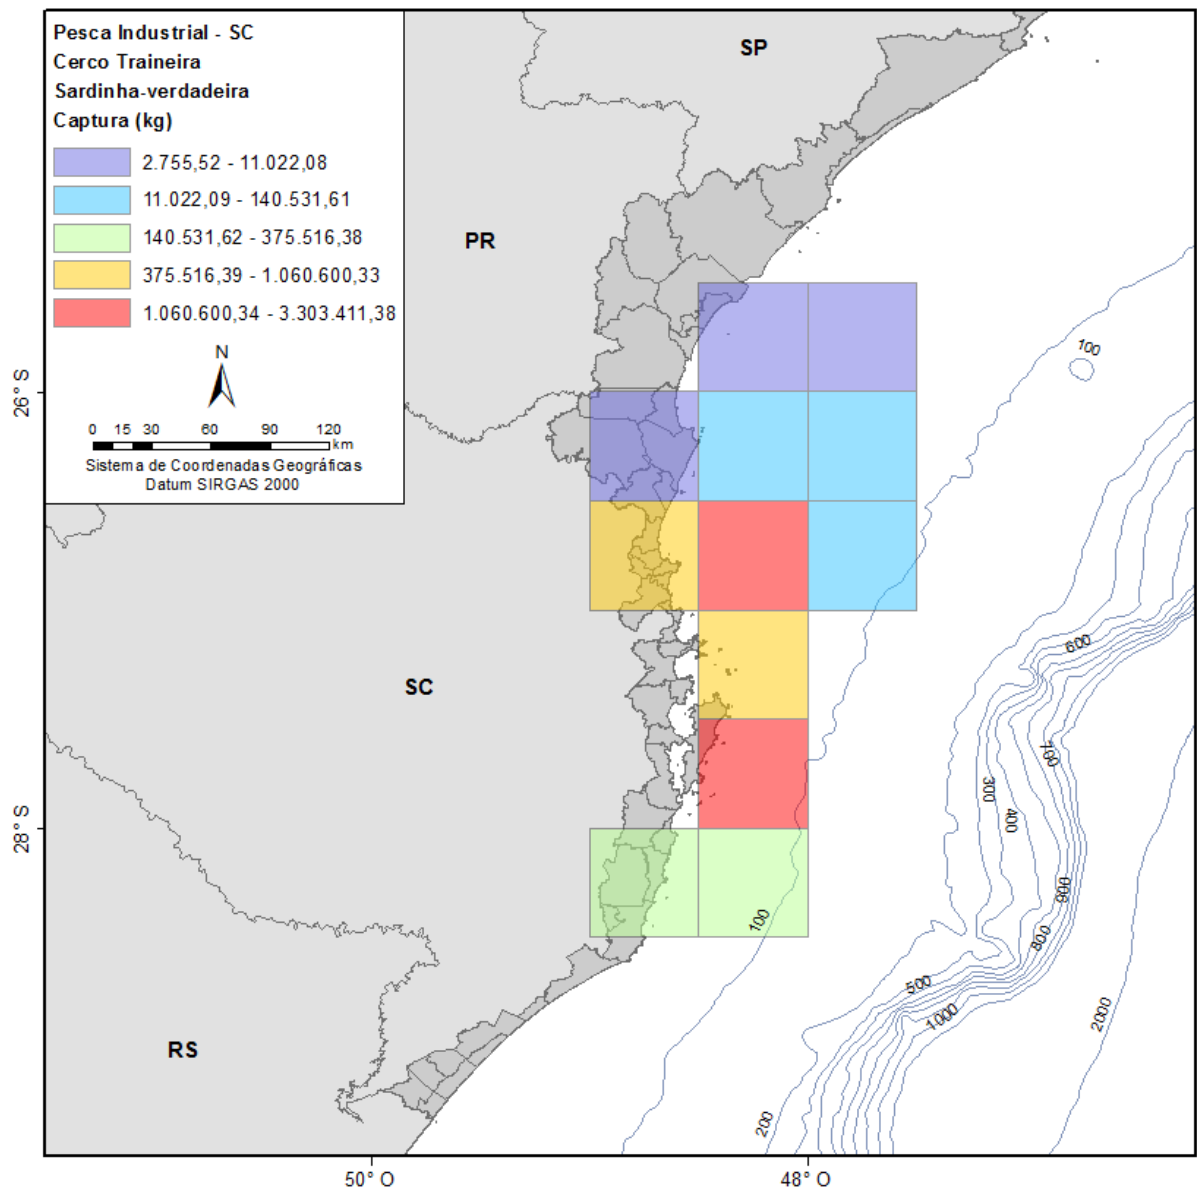 Pesca Industrial - SC
Cerco Traineira
Sardinha-verdadeira
Captura (kg)
2.755,52 - 11.022,08
11.022,09 - 140.531,61
140.531,62 - 375.516,38
375.516,39 - 1.060.600,33
1.060.600,34 - 3.303.411,38
N
0 15 30 60 90 120
km
Sistema de Coordenadas Geográficas
Datum SIRGAS 2000
SP
PR
100
26° S
600
SC
700
300
400
28° S
900
100
800
500
1000
2000
RS
200
50° O
48° O